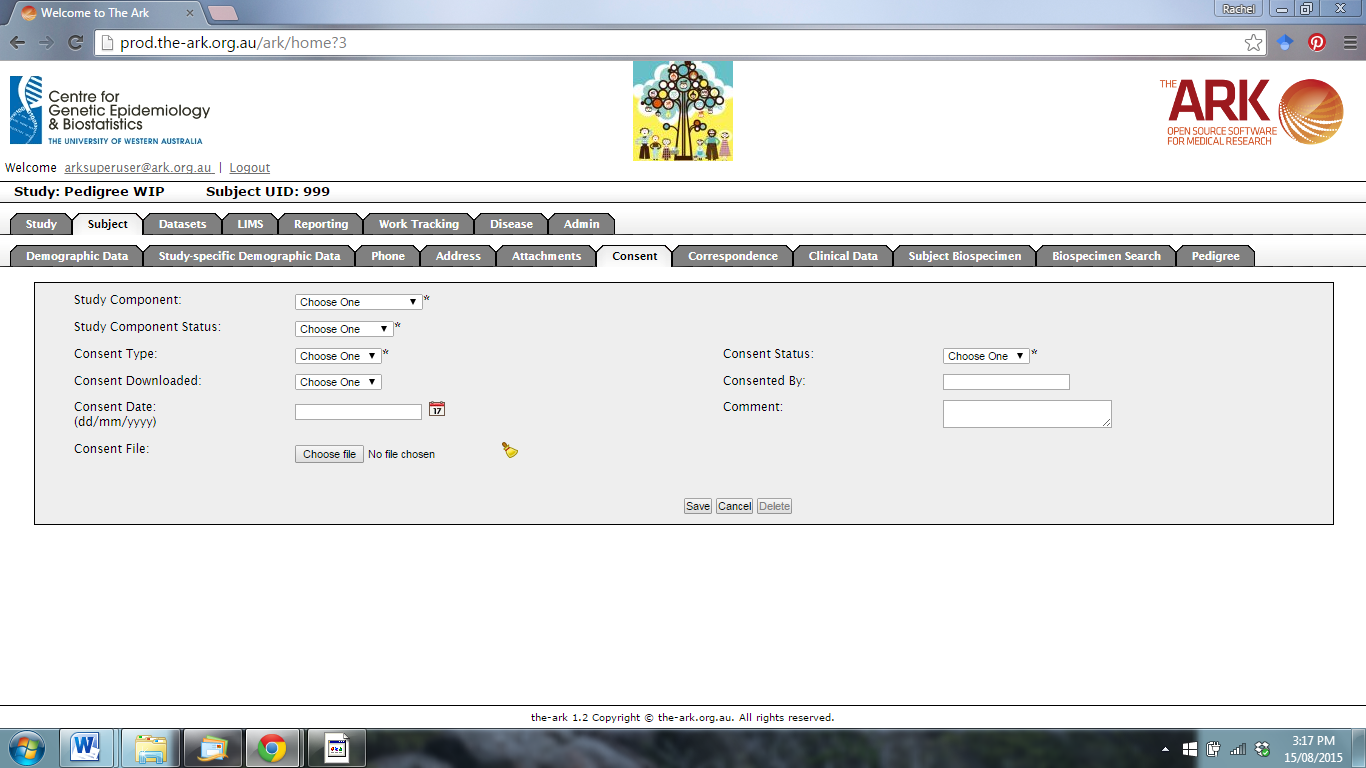 Welcome to The Ark
Rachel
prod.the-ark.org.au/ark/home?3
Centre for
Genetic Epidemiology
& Biostatistics
THE UNIVERSITY OF WESTERN AUSTRALIA
THE ARK
OPEN SOURCE SOFTWARE
FOR MEDICAL RESEARCH
Welcome arksuperuser@ark.org.au | Logout
Study: Pedigree WIP Subject UID: 999
Study Subject Datasets LIMS Reporting Work Tracking Disease Admin
Demographic Data Study-specific Demographic Data Phone Address Attachments Consent Correspondence Clinical Data Subject Biospecimen Biospecimen Search Pedigree
Study Component: Choose One *
Study Component Status: Choose One *
Consent Type: Choose One * Consent Status: Choose One *
Consent Downloaded: Choose One Consented By:
Consent Date: 17 Comment:
(dd/mm/yyyy)
Consent File: Choose file No file chosen
Save Cancel Delete
the-ark 1.2 Copyright © the-ark.org.au. All rights reserved.
3:17 PM
15/08/2015